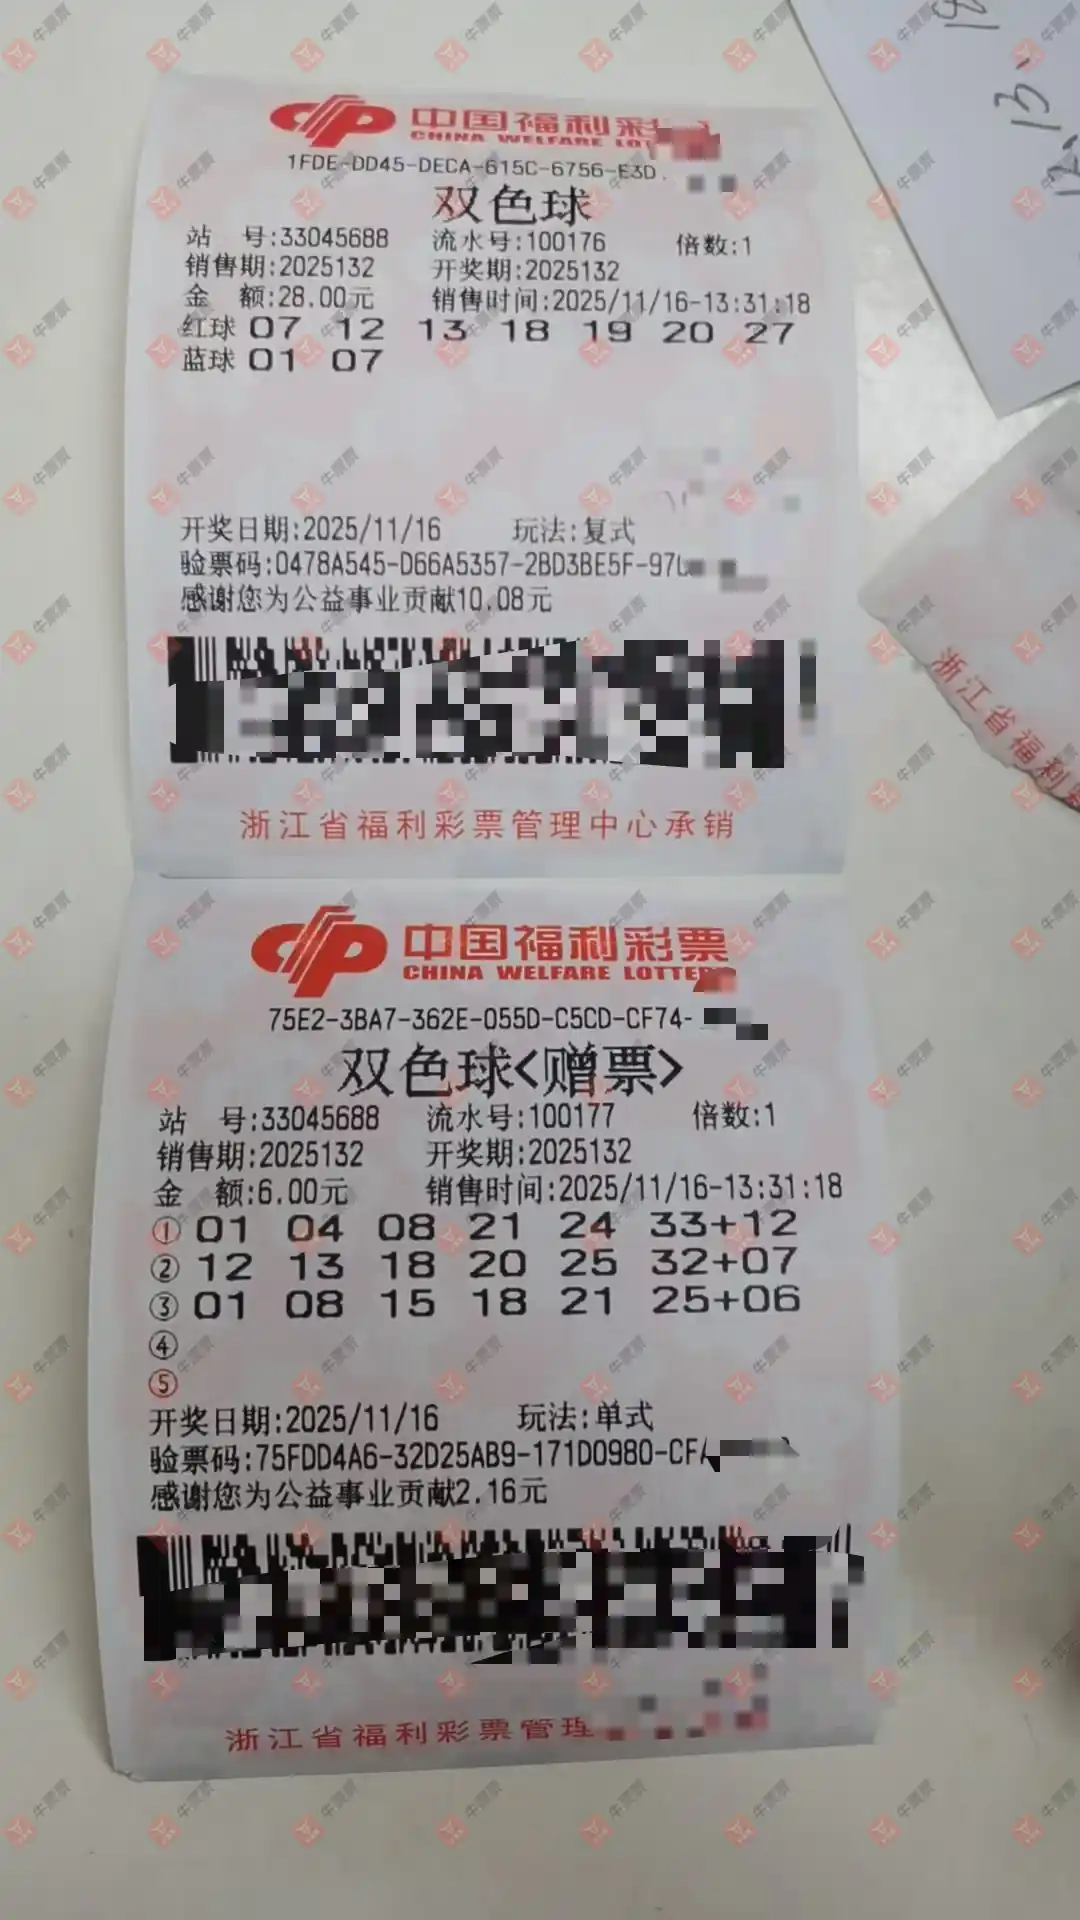 中国福利彩
CHINA WELFARE LOT
1FDE-DD45-DECA-615C-6756-E3D
双色球
站 号:33045688 流水号:100176 倍数:1
销售期:2025132 开奖期:2025132
金 额:28.00元 销售时间:2025/11/16-13:31:18
红球 07 12 13 18 19 20 27
蓝球 01 07
开奖日期:2025/11/16 玩法:复式
验票码:0478A545-D66A5357-2BD3BE5F-97
感谢您为公益事业贡献10.08元
浙江省福利彩票管理中心承销
中国福利彩票
CHINA WELFARE LOTTERY
75E2-3BA7-362E-055D-C5CD-CF74-
双色球<赠票>
站 号:33045688 流水号:100177 倍数:1
销售期:2025132 开奖期:2025132
金 额:6.00元 销售时间:2025/11/16-13:31:18
① 01 04 08 21 24 33+12
② 12 13 18 20 25 32+07
③ 01 08 15 18 21 25+06
④
⑤
开奖日期:2025/11/16 玩法:单式
验票码:75FDD4A6-32D25AB9-171D0980-CF
感谢您为公益事业贡献2.16元
浙江省福利彩票管理
浙江省福利
13、
牛票票